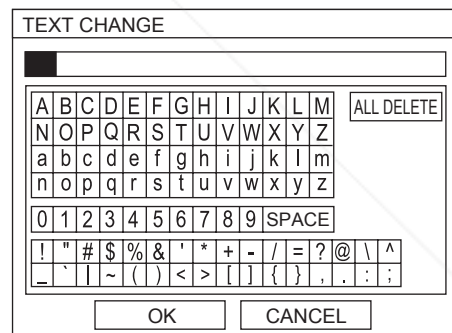 TEXT CHANGE
A B C D E F G H I J K L M ALL DELETE
N O P Q R S T U V W X Y Z
a b c d e f g h i j k l m
n o p q r s t u v w x y z
0 1 2 3 4 5 6 7 8 9 SPACE
! " # $ % & ' * + - / = ? @ \ ^
_ ` | ~ ( ) < > [ ] { } , . : ;
OK CANCEL